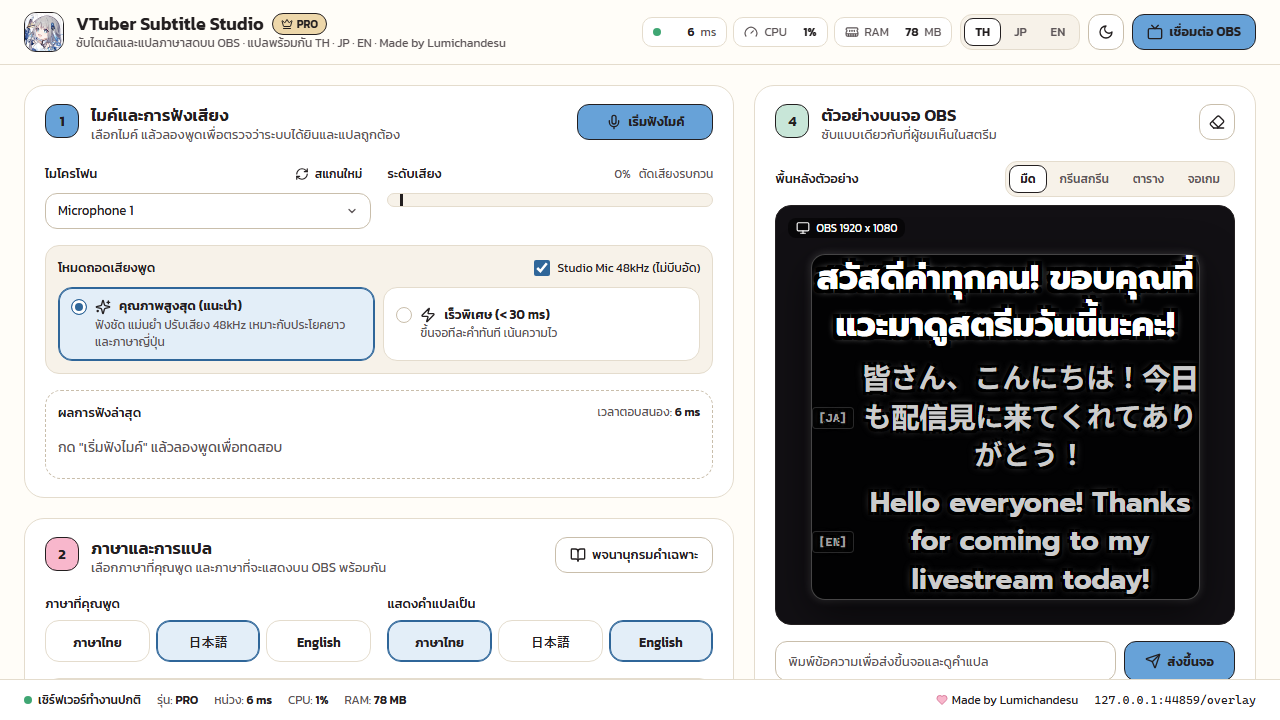 VTuber Subtitle Studio PRO
ซับไตเติลและแปลภาษาสดบน OBS · แปลพร้อมกัน TH · JP · EN · Made by Lumichandesu
6 ms
CPU 1%
RAM 78 MB
TH JP EN
เชื่อมต่อ OBS
1 ไมค์และการฟังเสียง
เลือกไมค์ แล้วลองพูดเพื่อตรวจว่าระบบได้ยินและแปลถูกต้อง
เริ่มฟังไมค์
ไมโครโฟน
สแกนใหม่
ระดับเสียง
0% ตัดเสียงรบกวน
Microphone 1
โหมดถอดเสียงพูด
Studio Mic 48kHz (ไม่บีบอัด)
คุณภาพสูงสุด (แนะนำ)
ฟังชัด แม่นยำ ปรับเสียง 48kHz เหมาะกับประโยคยาว
และภาษาญี่ปุ่น
เร็วพิเศษ (< 30 ms)
ขึ้นจอทีละคำทันที เน้นความไว
ผลการฟังล่าสุด
เวลาตอบสนอง: 6 ms
กด "เริ่มฟังไมค์" แล้วลองพูดเพื่อทดสอบ
2 ภาษาและการแปล
เลือกภาษาที่คุณพูด และภาษาที่จะแสดงบน OBS พร้อมกัน
พจนานุกรมคำเฉพาะ
ภาษาที่คุณพูด
ภาษาไทย 日本語 English
แสดงคำแปลเป็น
ภาษาไทย 日本語 English
4 ตัวอย่างบนจอ OBS
ซับแบบเดียวกับที่ผู้ชมเห็นในสตรีม
พื้นหลังตัวอย่าง
มืด กรีนสกรีน ตาราง จอเกม
OBS 1920 x 1080
สวัสดีค่าทุกคน! ขอบคุณที่
แวะมาดูสตรีมวันนี้นะคะ!
[JA]
皆さん、こんにちは！今日
も配信見に来てくれてあり
がとう！
[EN]
Hello everyone! Thanks
for coming to my
livestream today!
พิมพ์ข้อความเพื่อส่งขึ้นจอและดูคำแปล
ส่งขึ้นจอ
เซิร์ฟเวอร์ทำงานปกติ รุ่น: PRO หน่วง: 6 ms CPU: 1% RAM: 78 MB
Made by Lumichandesu 127.0.0.1:44859/overlay